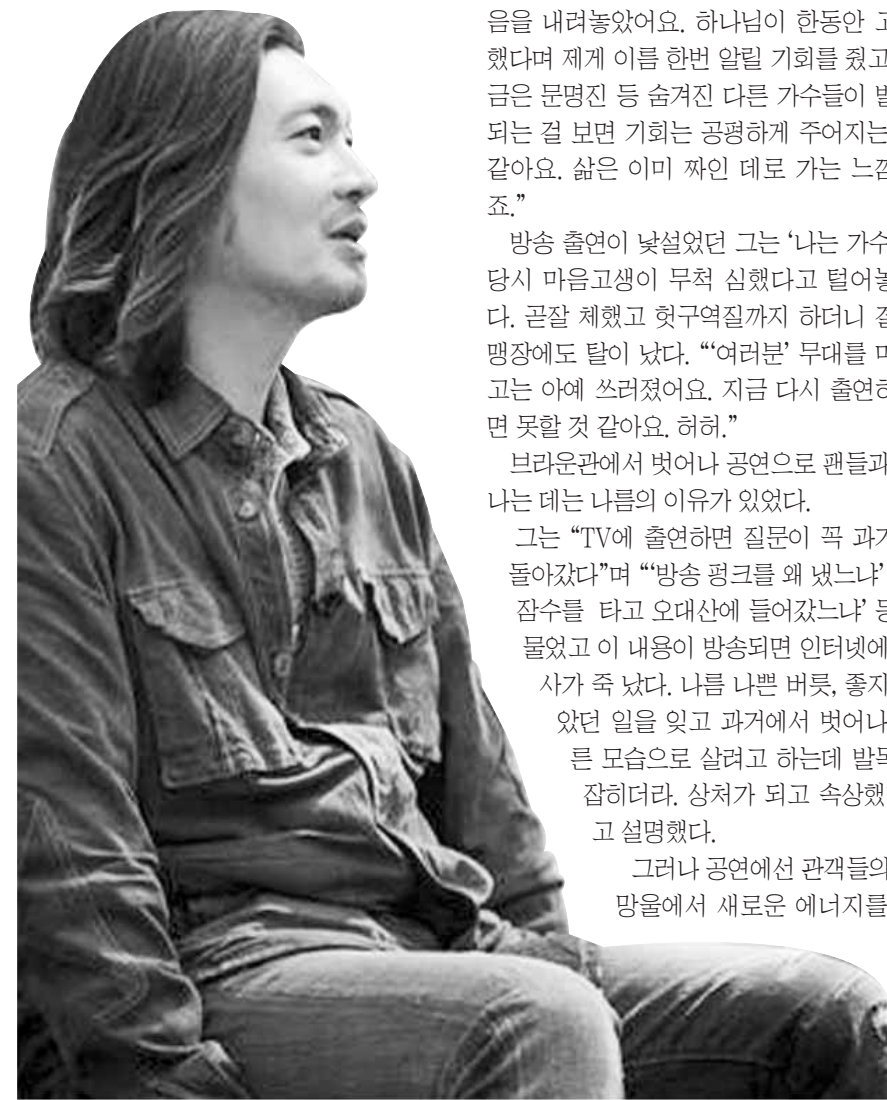 음을 내려놓았어요. 하나님이 한동안 고
했다며 제게 이름 한번 알릴 기회를 줬고
금은 문명진 등 숨겨진 다른 가수들이 발
되는 걸 보면 기회는 공평하게 주어지는
같아요. 삶은 이미 짜인 데로 가는 느낌
죠.”
방송 출연이 낯설었던 그는 ‘나는 가수
당시 마음고생이 무척 심했다고 털어놓
다. 곧잘 체했고 헛구역질까지 하더니 결
맹장에도 탈이 났다. “‘여러분’ 무대를 마
고는 아예 쓰러졌어요. 지금 다시 출연하
면 못할 것 같아요. 허허.”
브라운관에서 벗어나 공연으로 팬들과
나는 데는 나름의 이유가 있었다.
그는 “TV에 출연하면 질문이 꼭 과거
돌아갔다”며 “‘방송 펑크를 왜 냈느냐’
잠수를 타고 오대산에 들어갔느냐’ 등
물었고 이 내용이 방송되면 인터넷에
사가 죽 났다. 나름 나쁜 버릇, 좋지
았던 일을 잊고 과거에서 벗어나
른 모습으로 살려고 하는데 발목
잡히더라. 상처가 되고 속상했
고 설명했다.
그러나 공연에선 관객들의
망울에서 새로운 에너지를